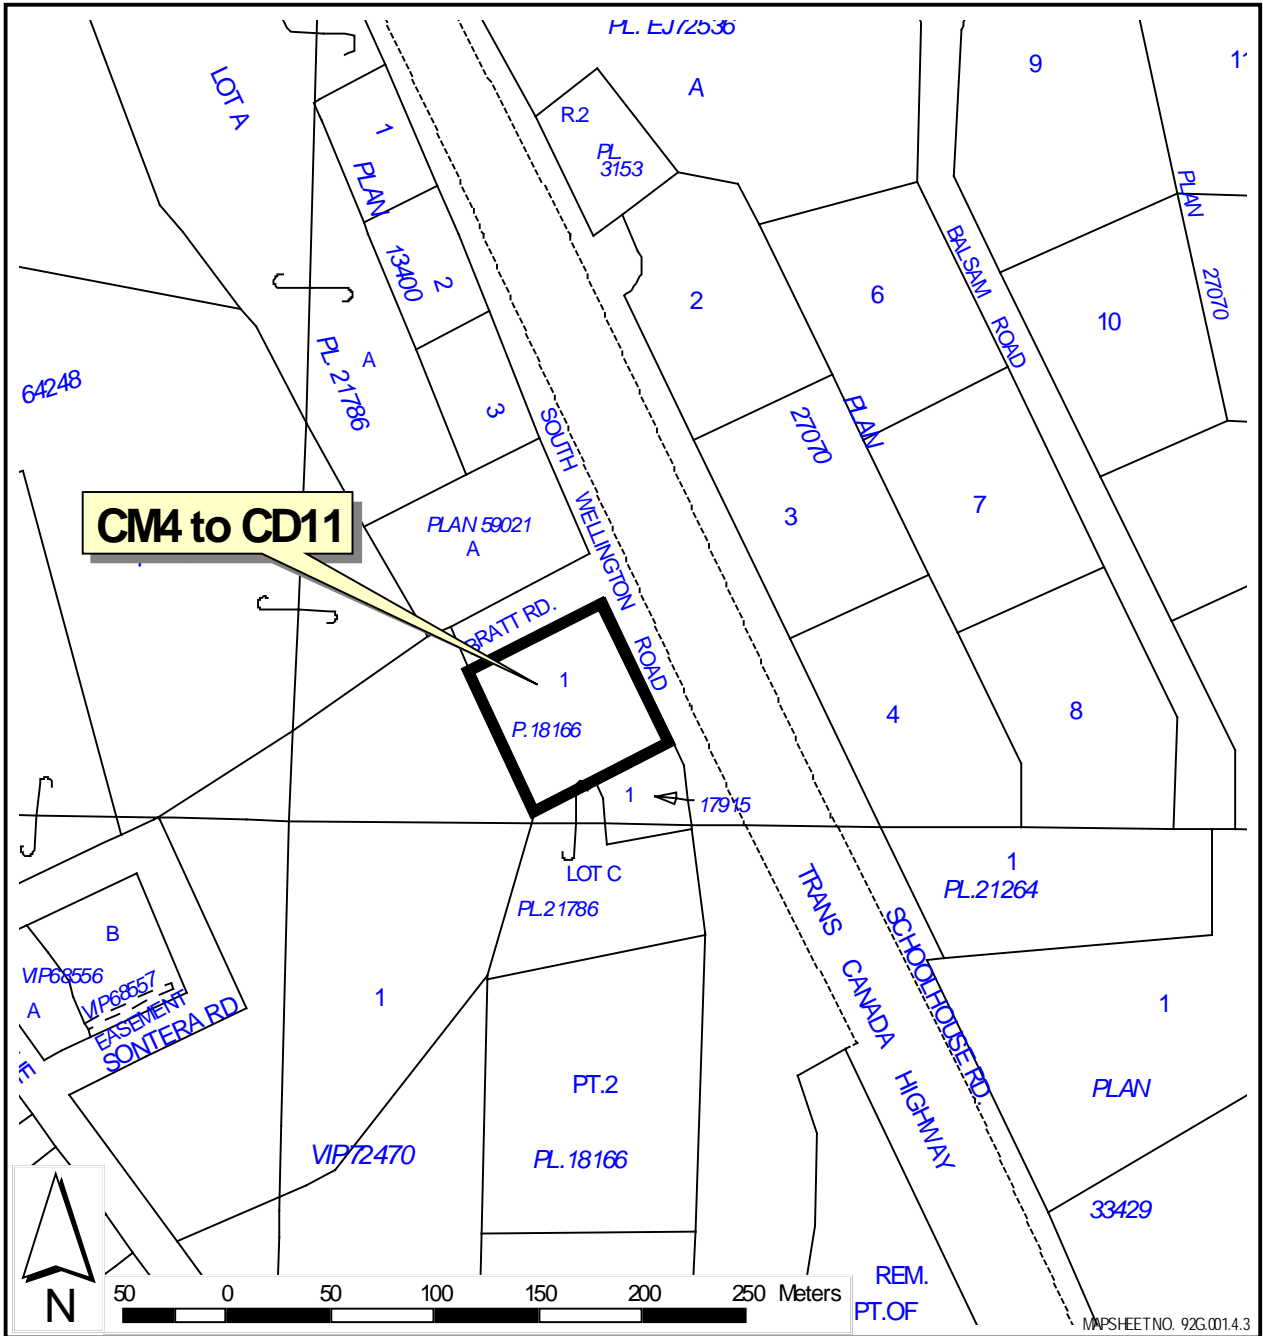 PL. EJ72536
LOT A
A
9
R.2
PL.
3153
1
PLAN
13400
2
3
PLAN
27070
BALSAM ROAD
2
6
10
PL. 21786
A
64248
SOUTH WELLINGTON ROAD
27070
PLAN
3
7
CM4 to CD11
PLAN 59021
A
BRATT RD.
1
P.18166
4
8
1
17915
LOT C
PL.21786
1
PL.21264
TRANS CANADA HIGHWAY
SCHOOLHOUSE RD.
B
VIP68556
VIP68557
A
EASEMENT
SONTERA RD
1
1
PT.2
PLAN
VIP72470
PL.18166
33429
REM.
PT.OF
N
50 0 50 100 150 200 250 Meters
MAPSHEET NO. 92G.001.4.3